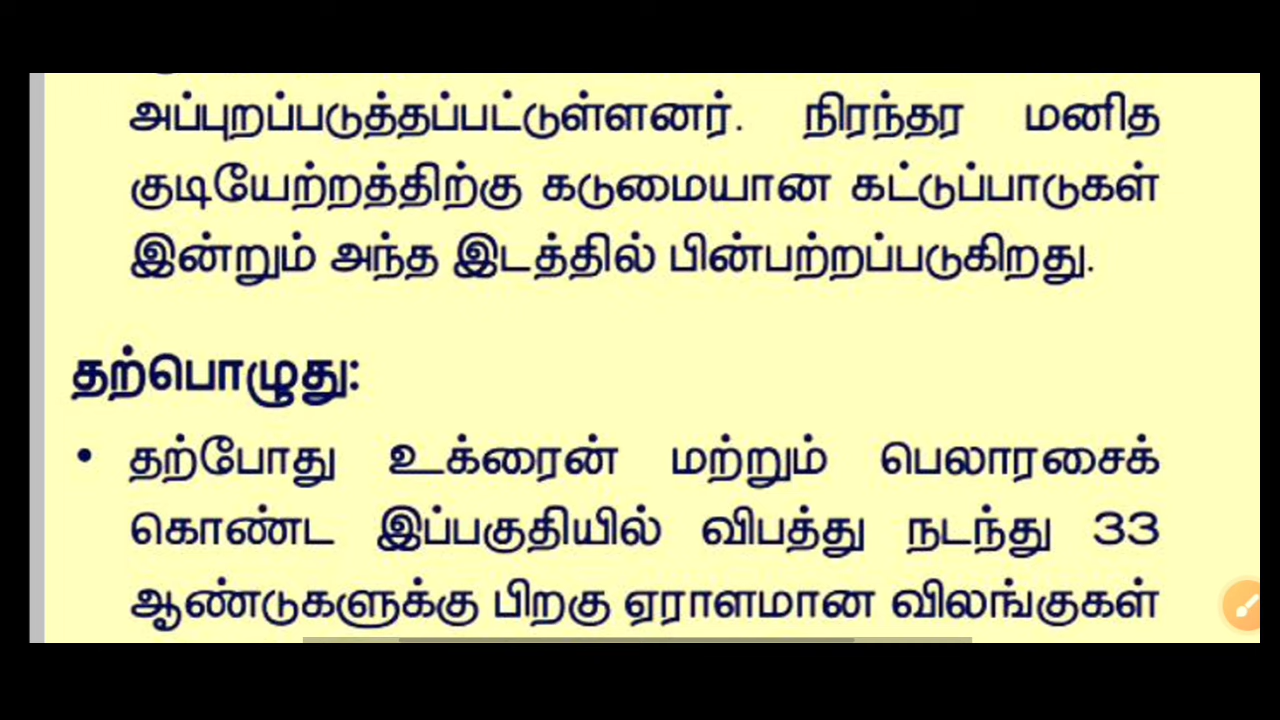 அப்புறப்படுத்தப்பட்டுள்ளனர். நிரந்தர மனித
குடியேற்றத்திற்கு கடுமையான கட்டுப்பாடுகள்
இன்றும் அந்த இடத்தில் பின்பற்றப்படுகிறது.
தற்பொழுது:
• தற்போது உக்ரைன் மற்றும் பெலாரசைக்
கொண்ட இப்பகுதியில் விபத்து நடந்து 33
ஆண்டுகளுக்கு பிறகு ஏராளமான விலங்குகள்